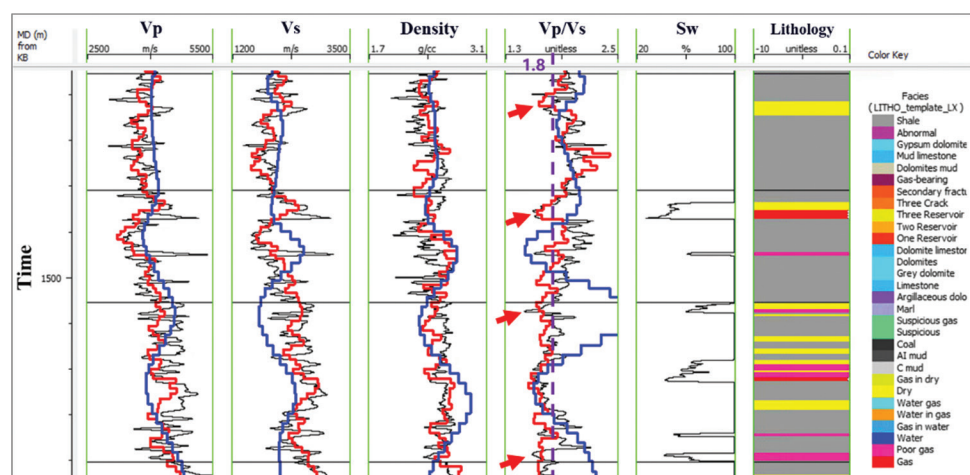 Vp Vs Density Vp/Vs Sw Lithology
MD (m) from KB
2500 m/s 5500
1200 m/s 3500
1.7 g/cc 3.1
1.3 unitless 2.5
20 % 100
-10 unitless 0.1
Color Key
1.8
Time
1500
Facies
( LITHO_template_LX )
Shale
Abnormal
Gypsum dolomite
Mud limestone
Dolomites mud
Gas-bearing
Secondary fractu
Three Crack
Three Reservoir
Two Reservoir
One Reservoir
Dolomite limestor
Dolomites
Grey dolomite
Limestone
Argillaceous dolo
Marl
Suspicious gas
Suspicious
Coal
AI mud
C mud
Gas in dry
Dry
Water gas
Water in gas
Gas in water
Water
Poor gas
Gas